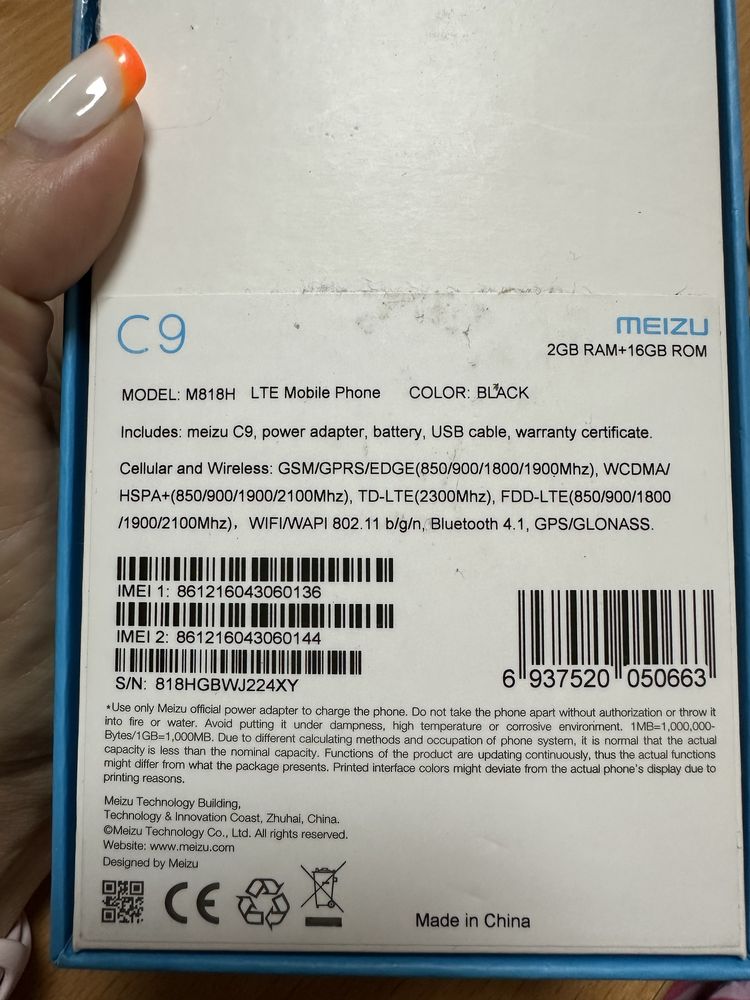 C9
MEIZU
2GB RAM+16GB ROM
MODEL: M818H LTE Mobile Phone COLOR: BLACK
Includes: meizu C9, power adapter, battery, USB cable, warranty certificate.
Cellular and Wireless: GSM/GPRS/EDGE(850/900/1800/1900Mhz), WCDMA/
HSPA+(850/900/1900/2100Mhz), TD-LTE(2300Mhz), FDD-LTE(850/900/1800
/1900/2100Mhz), WIFI/WAPI 802.11 b/g/n, Bluetooth 4.1, GPS/GLONASS.
IMEI 1: 861216043060136
IMEI 2: 861216043060144
S/N: 818HGBWJ224XY
6 937520 050663
*Use only Meizu official power adapter to charge the phone. Do not take the phone apart without authorization or throw it
into fire or water. Avoid putting it under dampness, high temperature or corrosive environment. 1MB=1,000,000-
Bytes/1GB=1,000MB. Due to different calculating methods and occupation of phone system, it is normal that the actual
capacity is less than the nominal capacity. Functions of the product are updating continuously, thus the actual functions
might differ from what the package presents. Printed interface colors might deviate from the actual phone's display due to
printing reasons.
Meizu Technology Building,
Technology & Innovation Coast, Zhuhai, China.
©Meizu Technology Co., Ltd. All rights reserved.
Website: www.meizu.com
Designed by Meizu
CE
Made in China